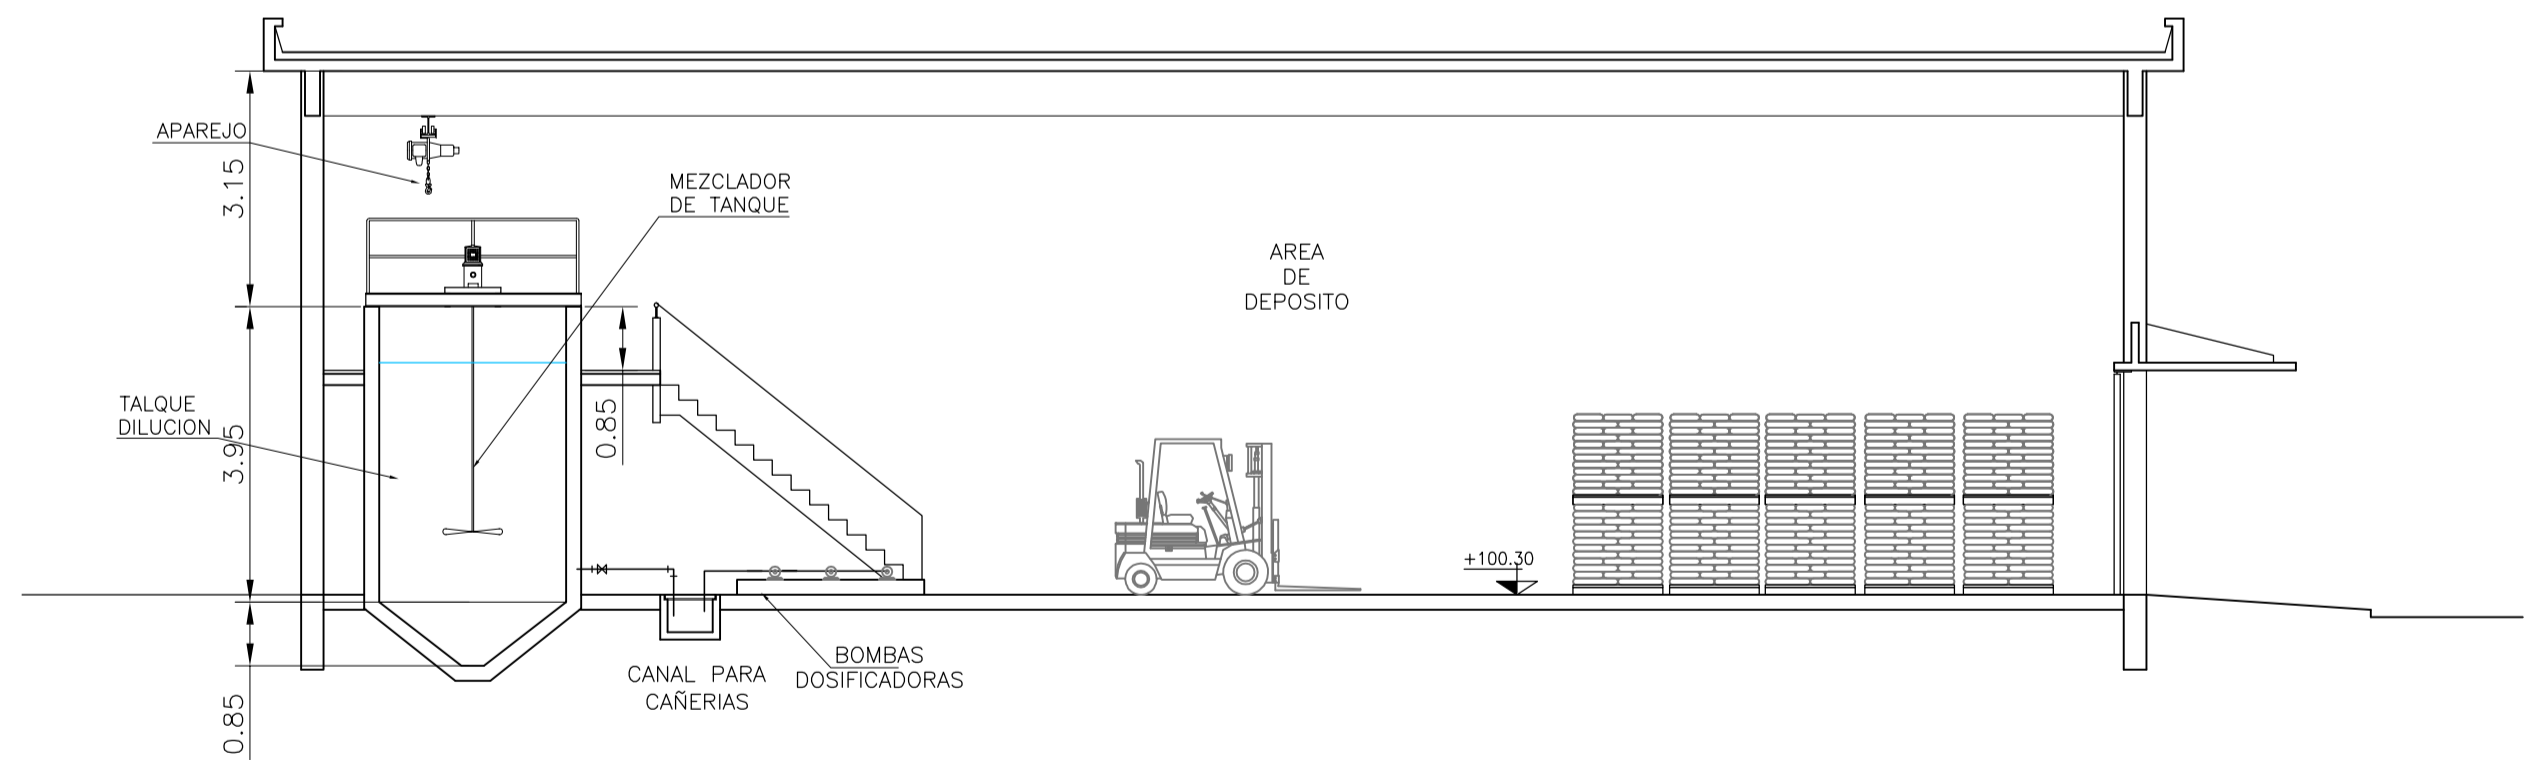 APAREJO
3.15
MEZCLADOR
DE TANQUE
AREA
DE
DEPOSITO
TALQUE
DILUCION
3.95
0.85
+100.30
BOMBAS
DOSIFICADORAS
CANAL PARA
CAÑERIAS
0.85